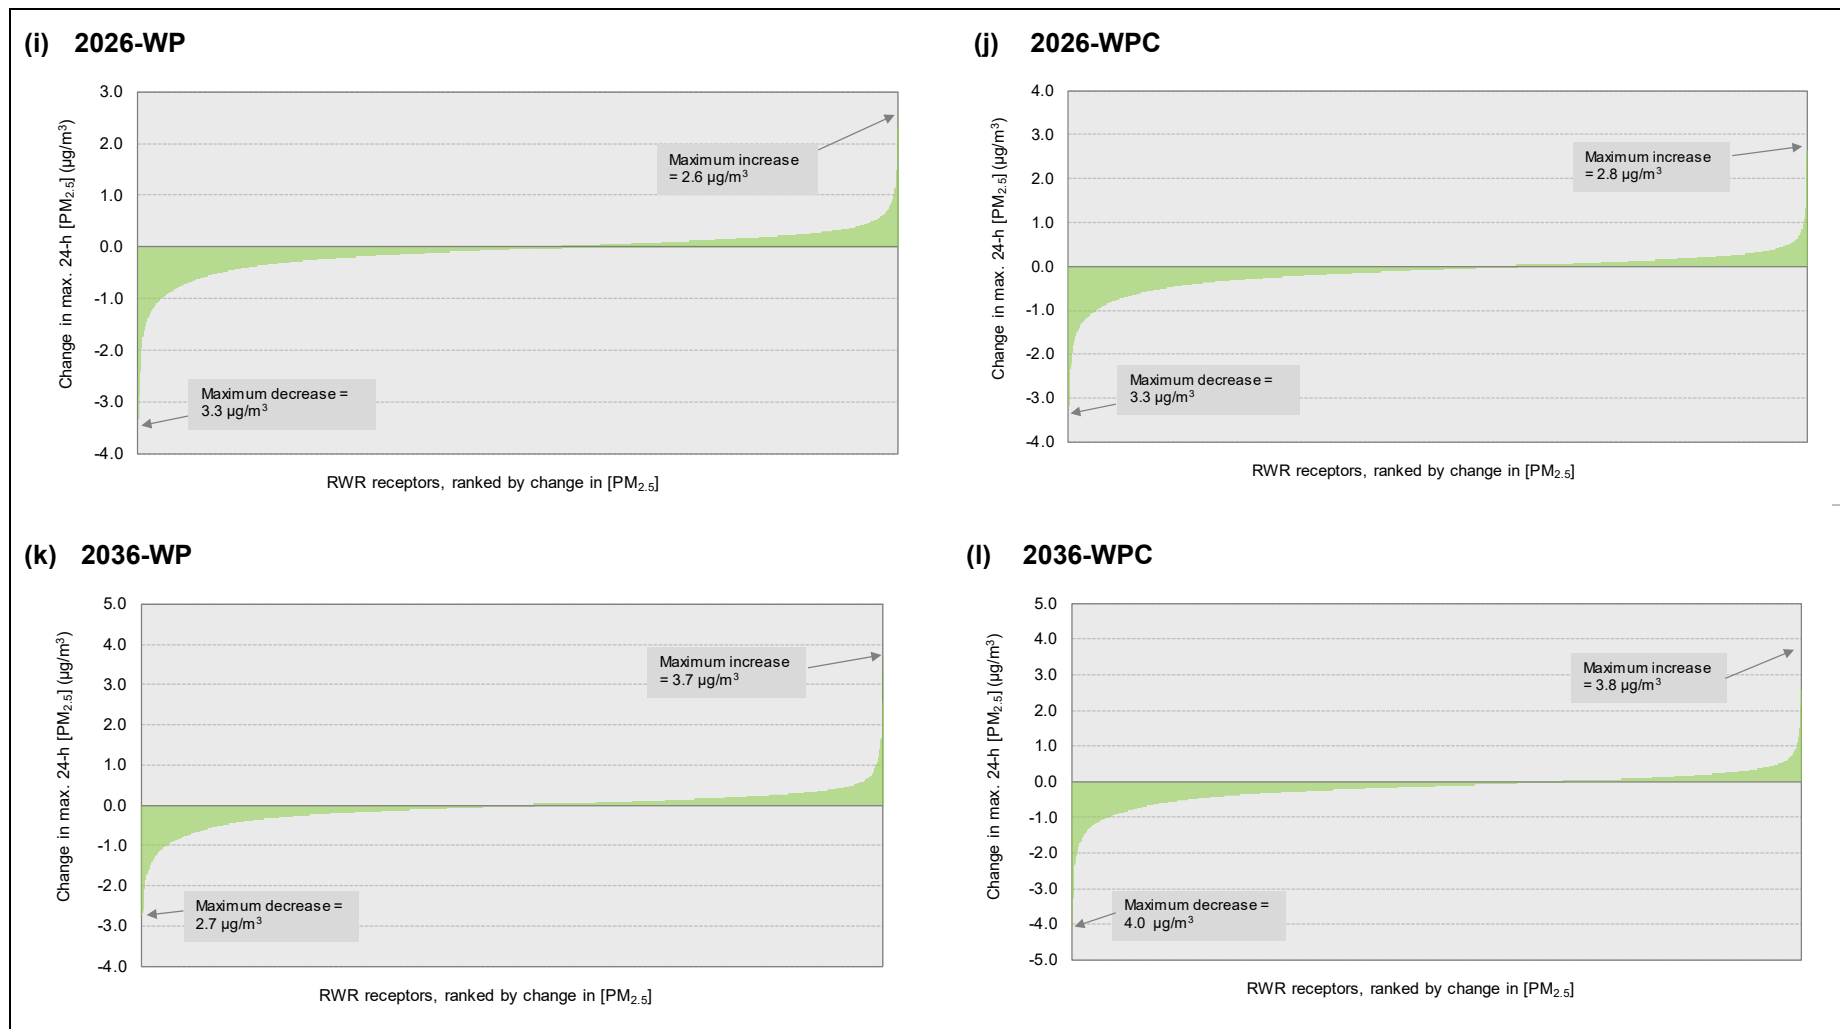 (i) 2026-WP
Change in max. 24-h [PM2.5] (µg/m³)
3.0
2.0
1.0
0.0
-1.0
-2.0
-3.0
-4.0
Maximum increase
= 2.6 µg/m³
Maximum decrease =
3.3 µg/m³
RWR receptors, ranked by change in [PM2.5]
(j) 2026-WPC
Change in max. 24-h [PM2.5] (µg/m³)
4.0
3.0
2.0
1.0
0.0
-1.0
-2.0
-3.0
-4.0
Maximum increase
= 2.8 µg/m³
Maximum decrease =
3.3 µg/m³
RWR receptors, ranked by change in [PM2.5]
(k) 2036-WP
Change in max. 24-h [PM2.5] (µg/m³)
5.0
4.0
3.0
2.0
1.0
0.0
-1.0
-2.0
-3.0
-4.0
Maximum increase
= 3.7 µg/m³
Maximum decrease =
2.7 µg/m³
RWR receptors, ranked by change in [PM2.5]
(l) 2036-WPC
Change in max. 24-h [PM2.5] (µg/m³)
5.0
4.0
3.0
2.0
1.0
0.0
-1.0
-2.0
-3.0
-4.0
-5.0
Maximum increase
= 3.8 µg/m³
Maximum decrease =
4.0 µg/m³
RWR receptors, ranked by change in [PM2.5]